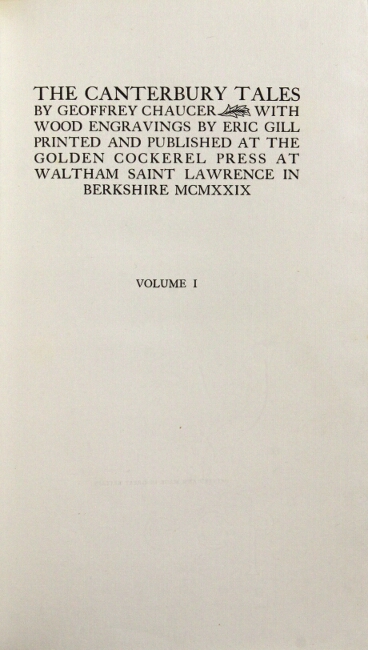 THE CANTERBURY TALES
BY GEOFFREY CHAUCER WITH
WOOD ENGRAVINGS BY ERIC GILL
PRINTED AND PUBLISHED AT THE
GOLDEN COCKEREL PRESS AT
WALTHAM SAINT LAWRENCE IN
BERKSHIRE MCMXXIX
VOLUME I